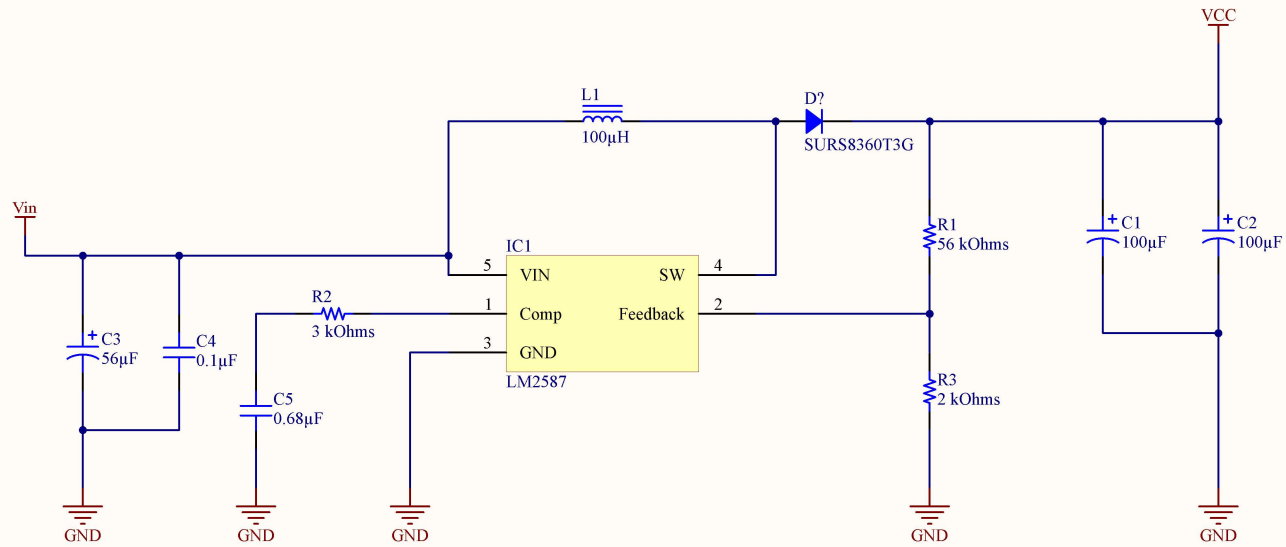 VCC
L1
100µH
D?
SURS8360T3G
Vin
R1
56 kOhms
C1
100µF
C2
100µF
IC1
5 VIN SW 4
1 Comp Feedback 2
3 GND
LM2587
R2
3 kOhms
C3
56µF
C4
0.1µF
C5
0.68µF
R3
2 kOhms
GND
GND
GND
GND
GND